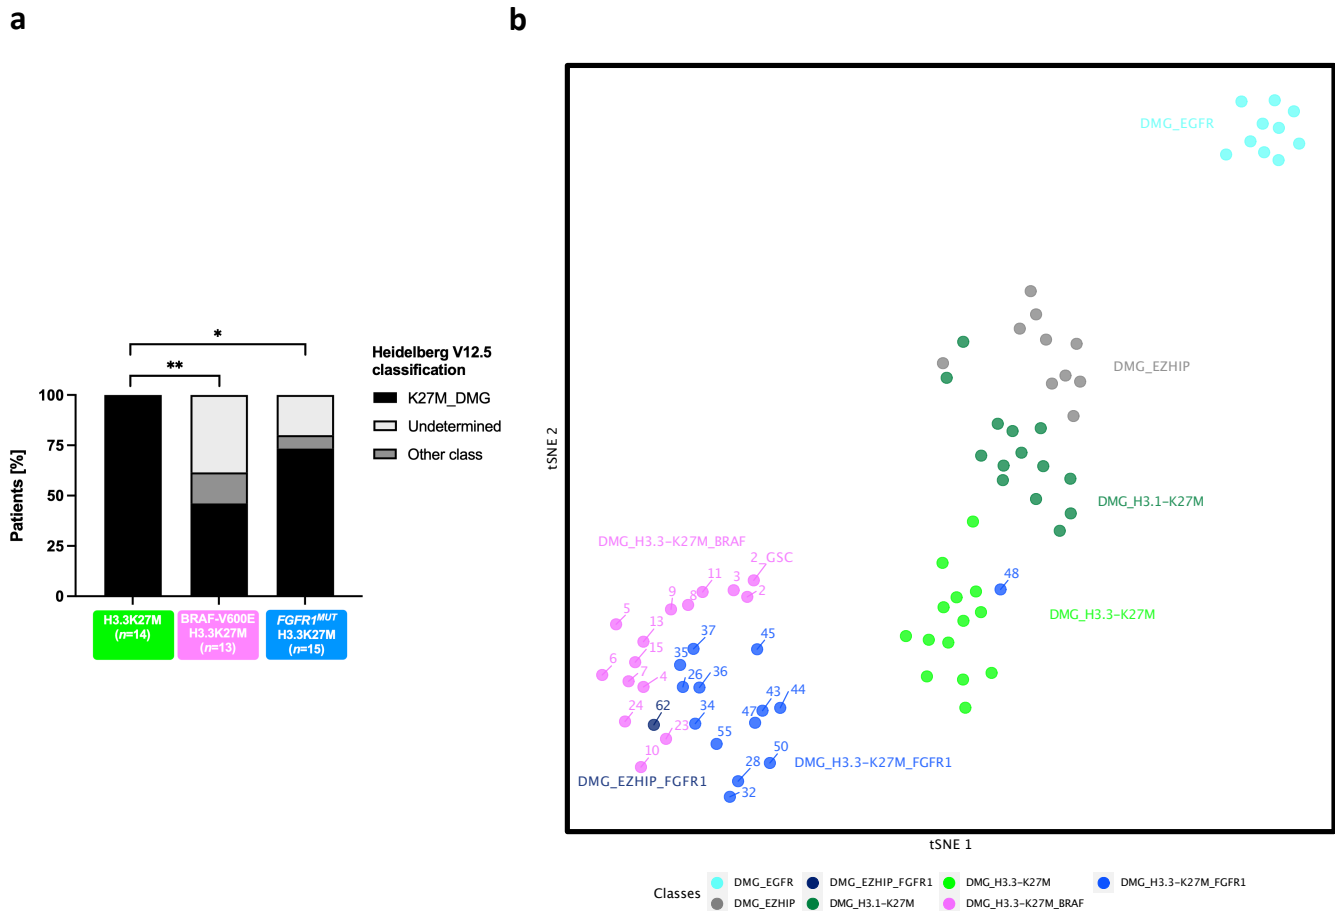 a
b
*
**
Heidelberg V12.5
classification
K27M_DMG
Undetermined
Other class
Patients [%]
100
75
50
25
0
H3.3K27M
(n=14)
BRAF-V600E
H3.3K27M
(n=13)
FGFR1MUT
H3.3K27M
(n=15)
DMG_EGFR
DMG_EZHIP
DMG_H3.1-K27M
48
DMG_H3.3-K27M
DMG_H3.3-K27M_BRAF
2_GSC
11
3
2
9
8
5
13
37
45
15
35
6
7
4
26
36
24
62
34
43
44
47
23
55
10
50
28
32
DMG_H3.3-K27M_FGFR1
DMG_EZHIP_FGFR1
tSNE 2
tSNE 1
Classes
DMG_EGFR
DMG_EZHIP_FGFR1
DMG_H3.3-K27M
DMG_H3.3-K27M_FGFR1
DMG_EZHIP
DMG_H3.1-K27M
DMG_H3.3-K27M_BRAF